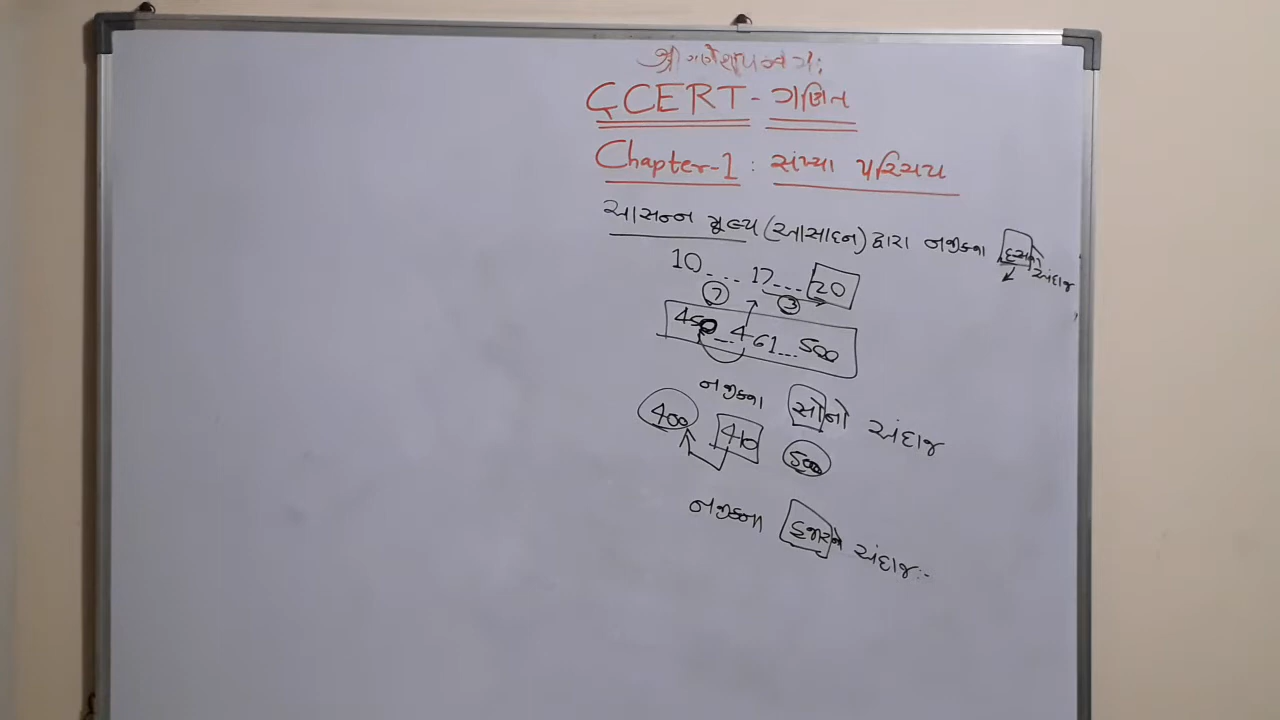 શ્રી ગણેશાય નમઃ
GCERT - ગણિત
Chapter-1 : સંખ્યા પરિચય
આસન્ન મૂલ્ય (આસાદન) દ્વારા નજીકના દસનો અંદાજ
10 ... 17 ... 20
7 3
450 ... 461 ... 500
નજીકના સોનો અંદાજ
400 410 500
નજીકના હજારનો અંદાજ:-